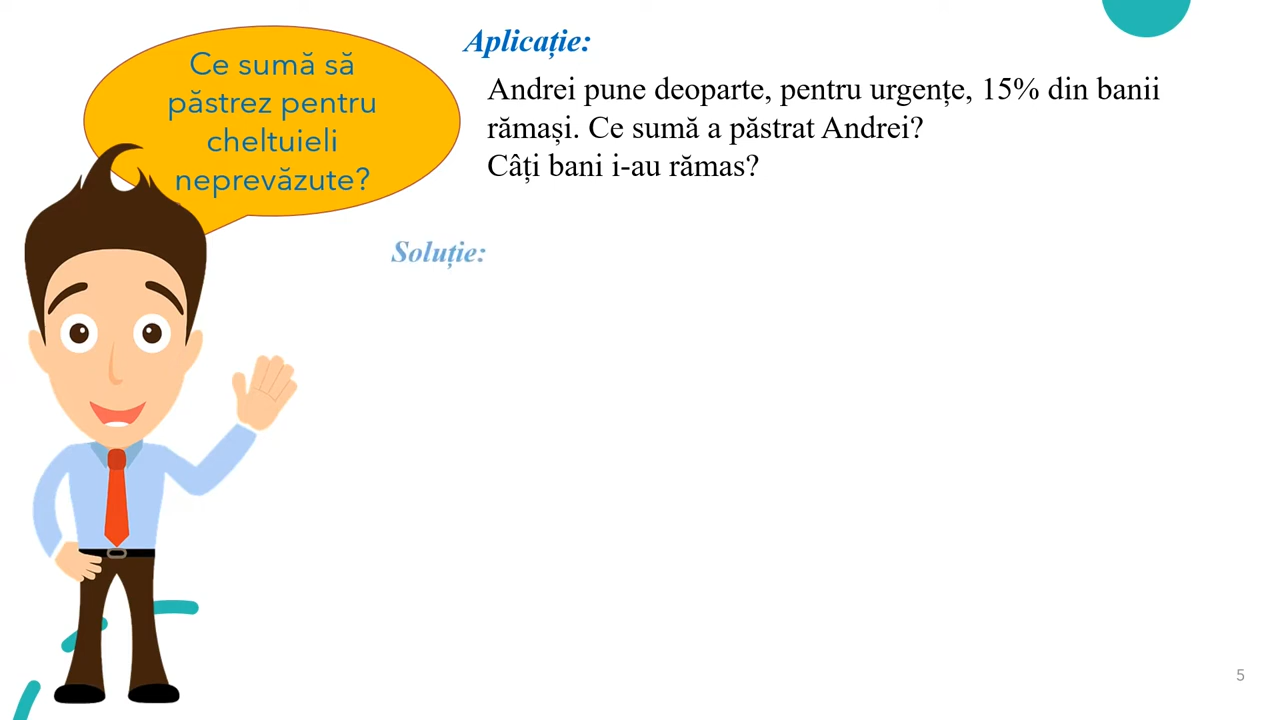 Ce sumă să
păstrez pentru
cheltuieli
neprevăzute?
Aplicație:
Andrei pune deoparte, pentru urgențe, 15% din banii
rămași. Ce sumă a păstrat Andrei?
Câți bani i-au rămas?
Soluție:
5